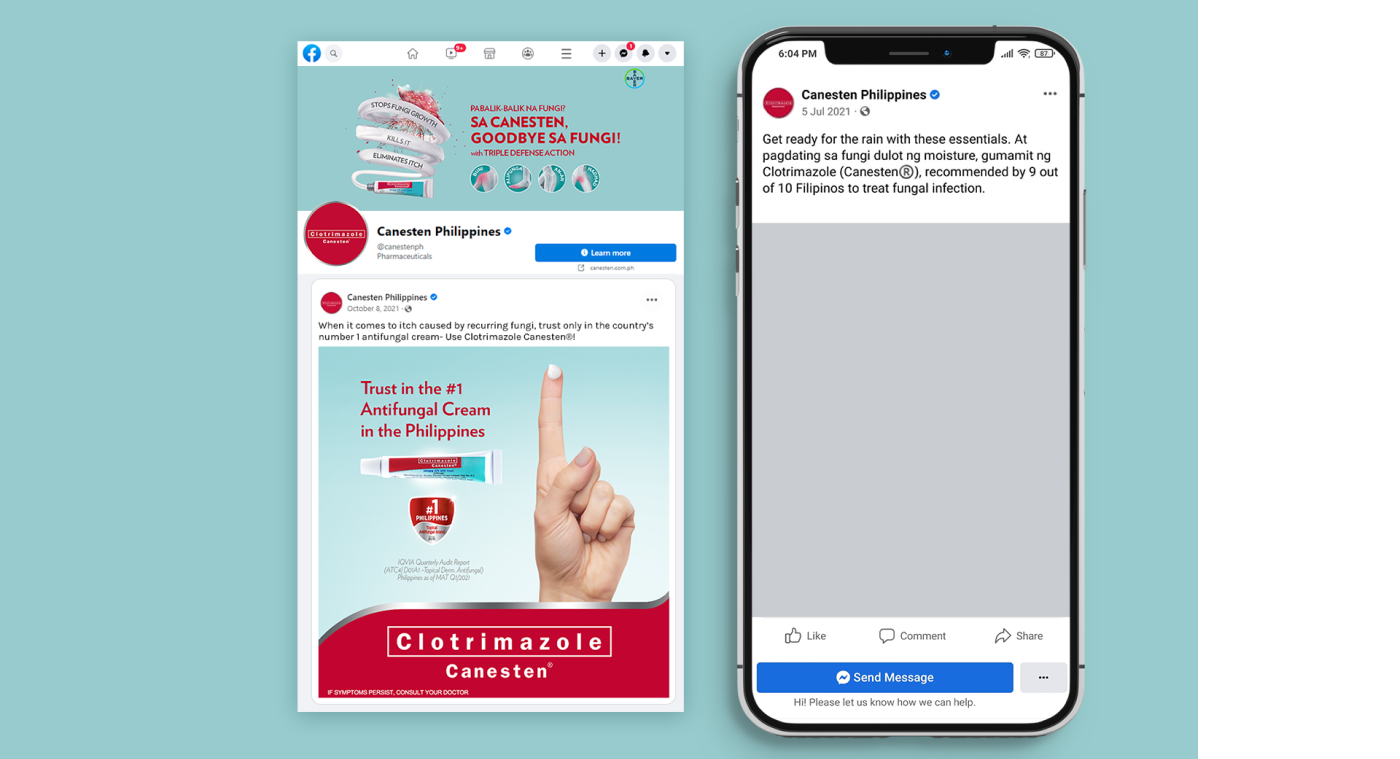 9+
1
BAYER
STOPS FUNGI GROWTH
KILLS IT
ELIMINATES ITCH
PABALIK-BALIK NA FUNGI?
SA CANESTEN,
GOODBYE SA FUNGI!
with TRIPLE DEFENSE ACTION
Clotrimazole
Canesten®
Canesten Philippines
@canestenph
Pharmaceuticals
Learn more
canesten.com.ph
Canesten Philippines
October 8, 2021 ·
When it comes to itch caused by recurring fungi, trust only in the country's
number 1 antifungal cream- Use Clotrimazole Canesten®!
Trust in the #1
Antifungal Cream
in the Philippines
Clotrimazole
Canesten®
#1
PHILIPPINES
Topical
IQVIA Quarterly Audit Report
(ATC4) D01A1 -Topical Derm. Antifungal)
Philippines as of MAT Q1/2021
Clotrimazole
Canesten®
IF SYMPTOMS PERSIST, CONSULT YOUR DOCTOR
6:04 PM
87
Canesten Philippines
5 Jul 2021 ·
Get ready for the rain with these essentials. At
pagdating sa fungi dulot ng moisture, gumamit ng
Clotrimazole (Canesten®), recommended by 9 out
of 10 Filipinos to treat fungal infection.
Like
Comment
Share
Send Message
Hi! Please let us know how we can help.